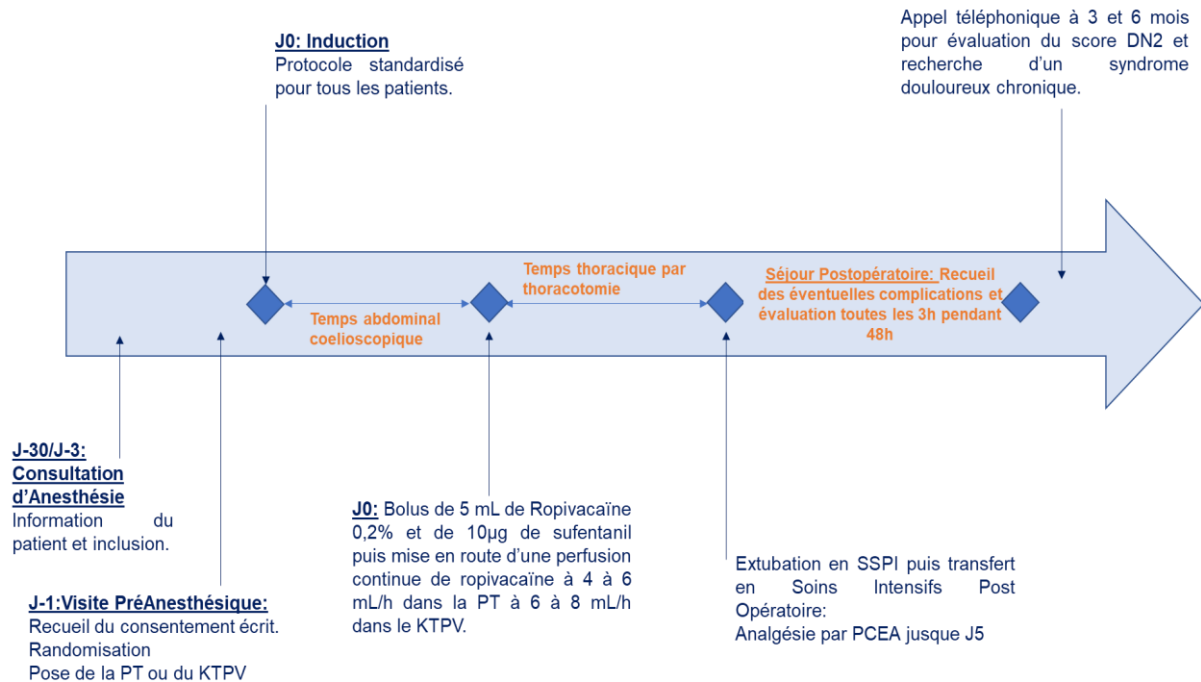 J0: Induction
Protocole standardisé
pour tous les patients.
Appel téléphonique à 3 et 6 mois
pour évaluation du score DN2 et
recherche d'un syndrome
douloureux chronique.
Temps abdominal
coelioscopique
Temps thoracique par
thoracotomie
Séjour Postopératoire: Recueil
des éventuelles complications et
évaluation toutes les 3h pendant
48h
J-30/J-3:
Consultation
d'Anesthésie
Information du
patient et inclusion.
J-1:Visite PréAnesthésique:
Recueil du consentement écrit.
Randomisation
Pose de la PT ou du KTPV
J0: Bolus de 5 mL de Ropivacaïne
0,2% et de 10µg de sufentanil
puis mise en route d'une perfusion
continue de ropivacaïne à 4 à 6
mL/h dans la PT à 6 à 8 mL/h
dans le KTPV.
Extubation en SSPI puis transfert
en Soins Intensifs Post
Opératoire:
Analgésie par PCEA jusque J5